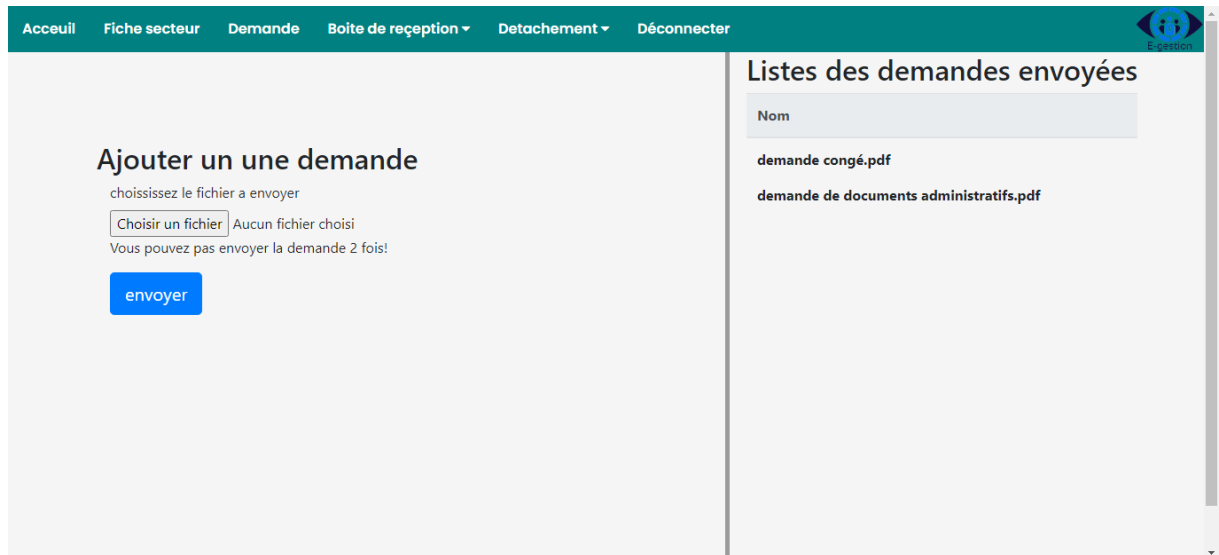 Acceuil Fiche secteur Demande Boite de reçeption Detachement Déconnecter
E-gestion
Ajouter un une demande
choissisez le fichier a envoyer
Choisir un fichier Aucun fichier choisi
Vous pouvez pas envoyer la demande 2 fois!
envoyer
Listes des demandes envoyées
Nom
demande congé.pdf
demande de documents administratifs.pdf